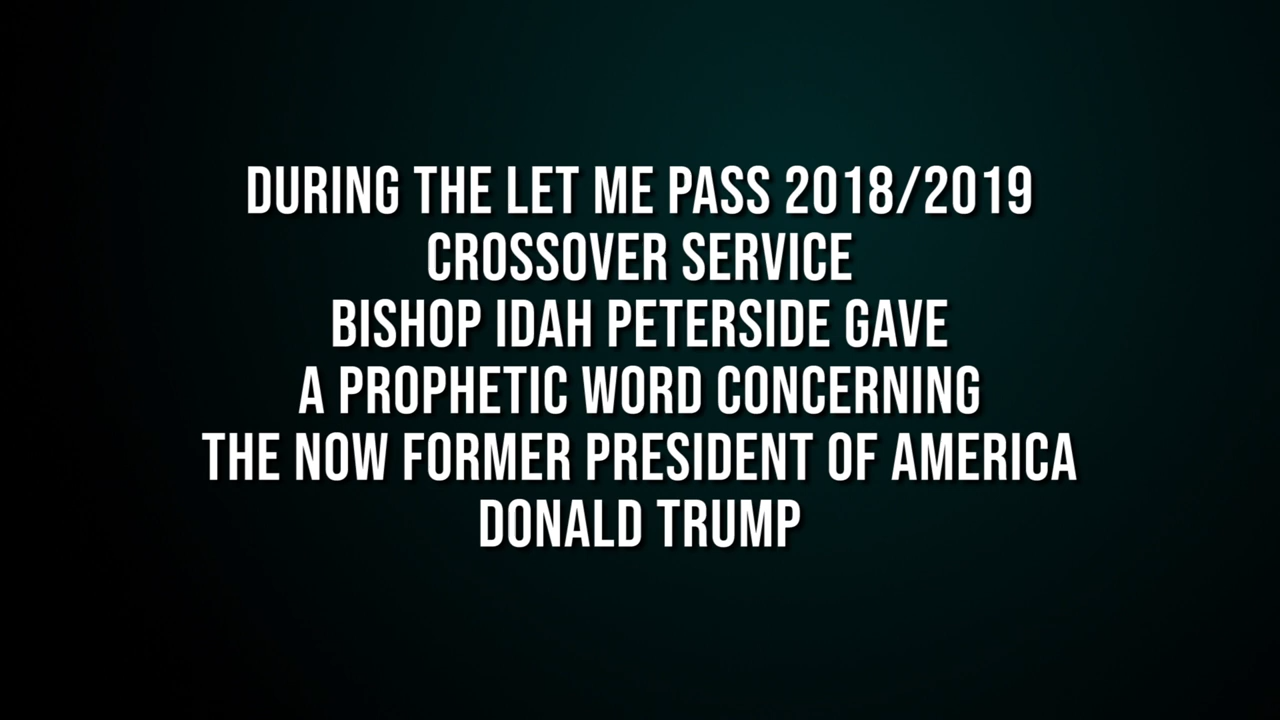 DURING THE LET ME PASS 2018/2019
CROSSOVER SERVICE
BISHOP IDAH PETERSIDE GAVE
A PROPHETIC WORD CONCERNING
THE NOW FORMER PRESIDENT OF AMERICA
DONALD TRUMP